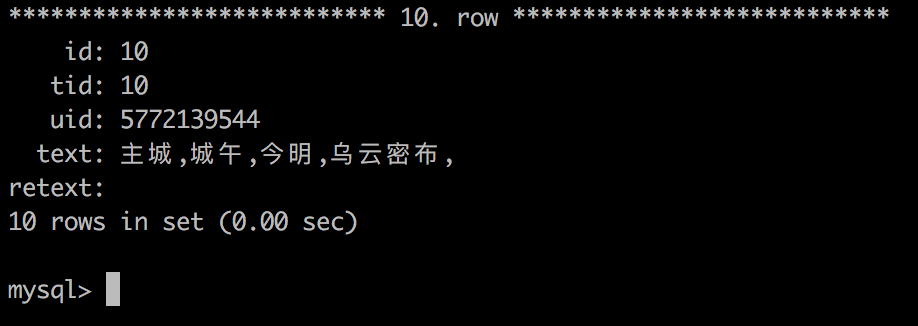 *************************** 10. row ***************************
id: 10
tid: 10
uid: 5772139544
text: 主城,城午,今明,乌云密布,
retext:
10 rows in set (0.00 sec)
mysql>